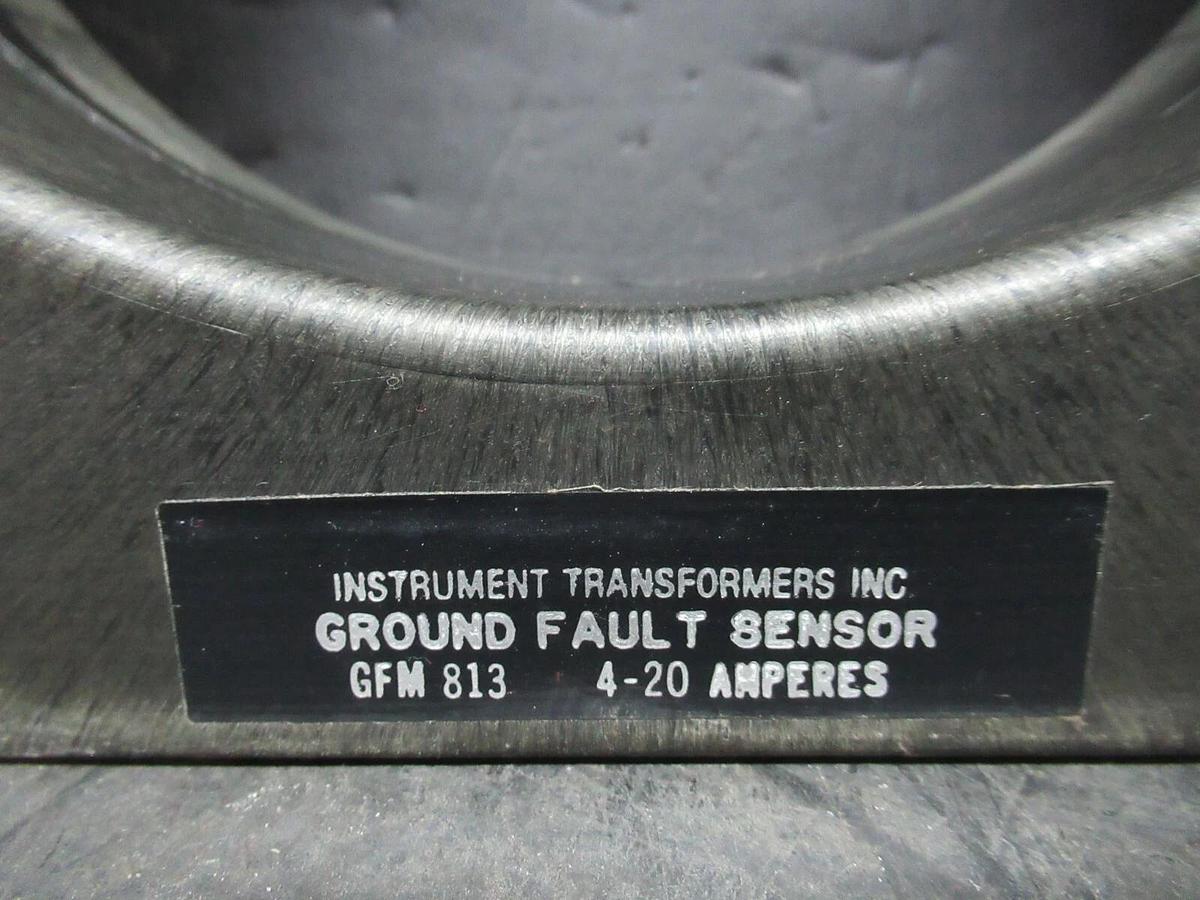 INSTRUMENT TRANSFORMERS INC
GROUND FAULT SENSOR
GFM 813 4-20 AMPERES